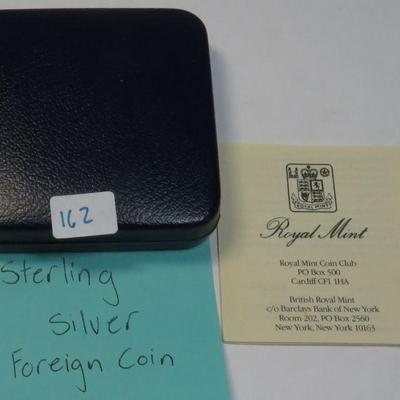 162
Sterling
Silver
Foreign Coin
ROYAL MINT
Royal Mint
Royal Mint Coin Club
PO Box 500
Cardiff CF1 1HA
British Royal Mint
c/o Barclays Bank of New York
Room 202, PO Box 2560
New York, New York 10163